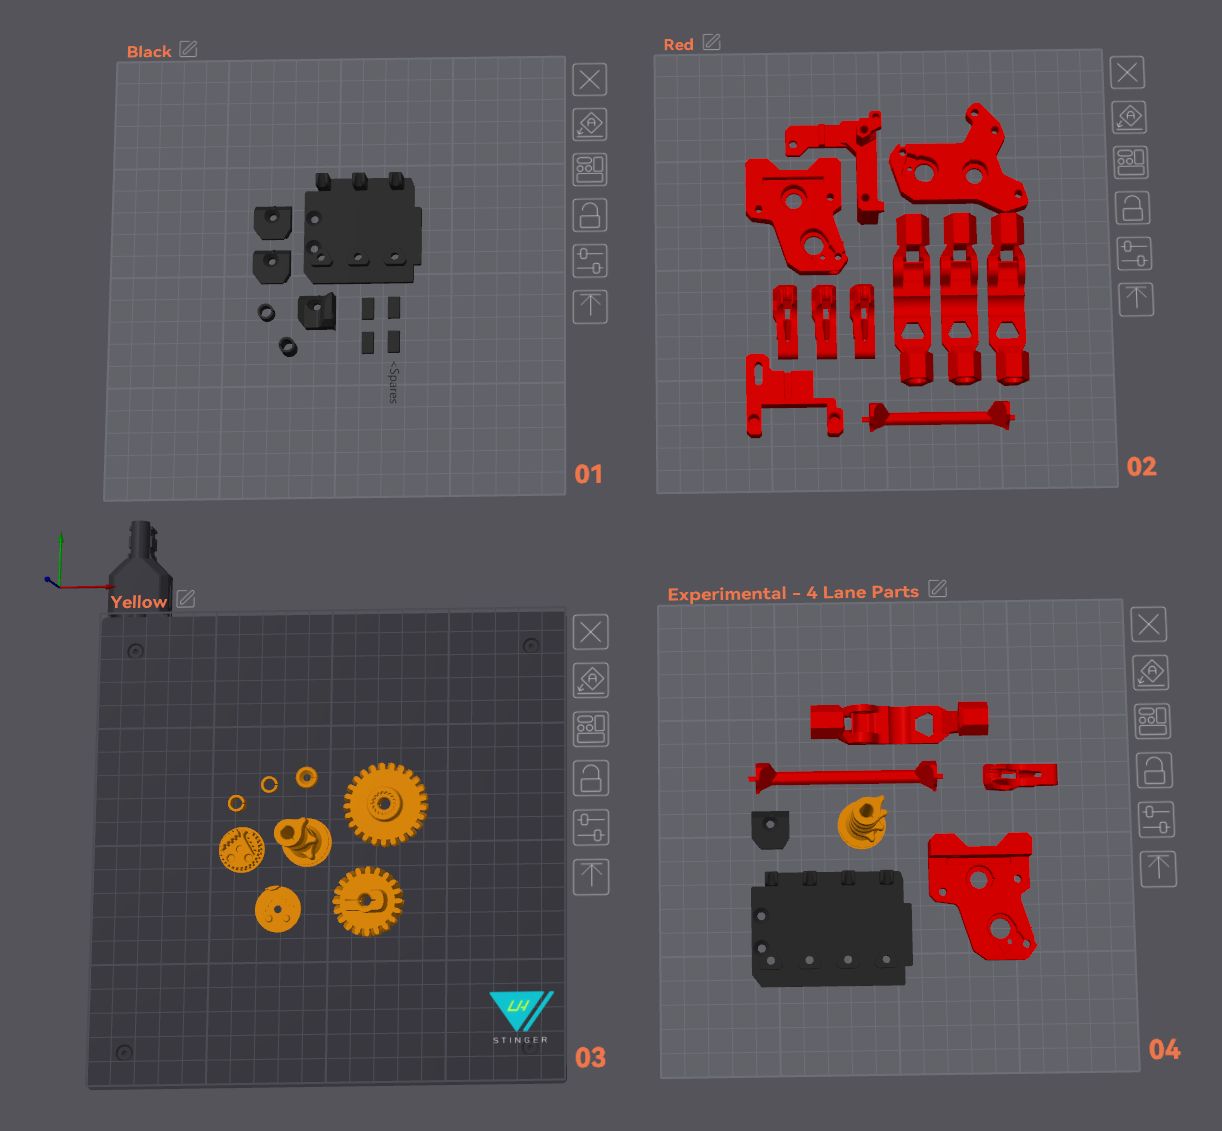 Black
Red
<Spares
01
02
Yellow
Experimental - 4 Lane Parts
STINGER
03
04